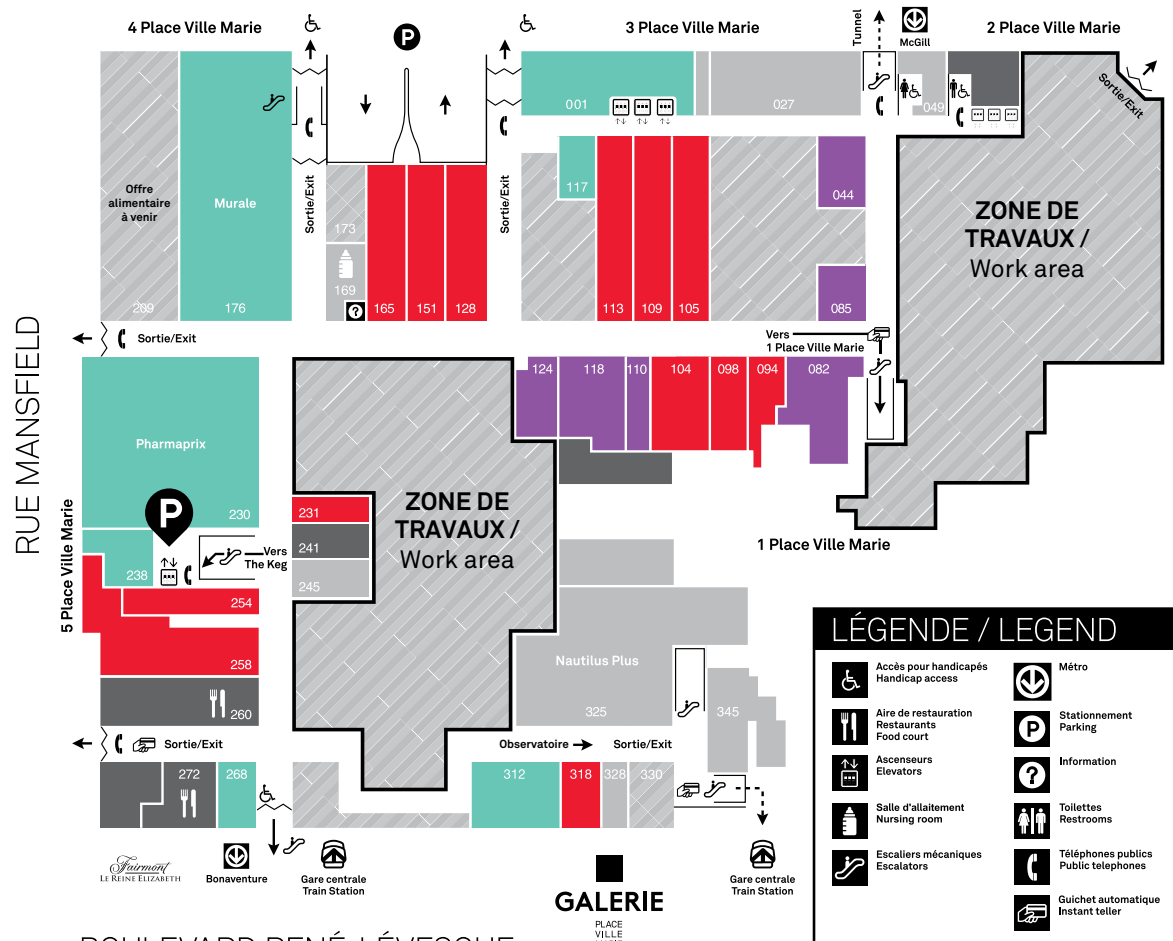 4 Place Ville Marie
P
3 Place Ville Marie
Tunnel
McGill
2 Place Ville Marie
Sortie/Exit
001
027
049
Offre
alimentaire
à venir
209
Murale
176
Sortie/Exit
173
169
?
165
151
128
Sortie/Exit
117
113
109
105
044
085
ZONE DE
TRAVAUX /
Work area
RUE MANSFIELD
Sortie/Exit
Vers
1 Place Ville Marie
124
118
110
104
098
094
082
Pharmaprix
230
P
5 Place Ville Marie
238
Vers
The Keg
231
241
245
ZONE DE
TRAVAUX /
Work area
1 Place Ville Marie
254
258
260
Nautilus Plus
325
345
Sortie/Exit
Observatoire
Sortie/Exit
272
268
312
318
328
330
Fairmont
LE REINE ELIZABETH
Bonaventure
Gare centrale
Train Station
GALERIE
PLACE
VILLE
MARIE
Gare centrale
Train Station
LÉGENDE / LEGEND
Accès pour handicapés
Handicap access
Aire de restauration
Restaurants
Food court
Ascenseurs
Elevators
Salle d'allaitement
Nursing room
Escaliers mécaniques
Escalators
Métro
P
Stationnement
Parking
?
Information
Toilettes
Restrooms
Téléphones publics
Public telephones
Guichet automatique
Instant teller
BOULEVARD RENÉ-LÉVESQUE